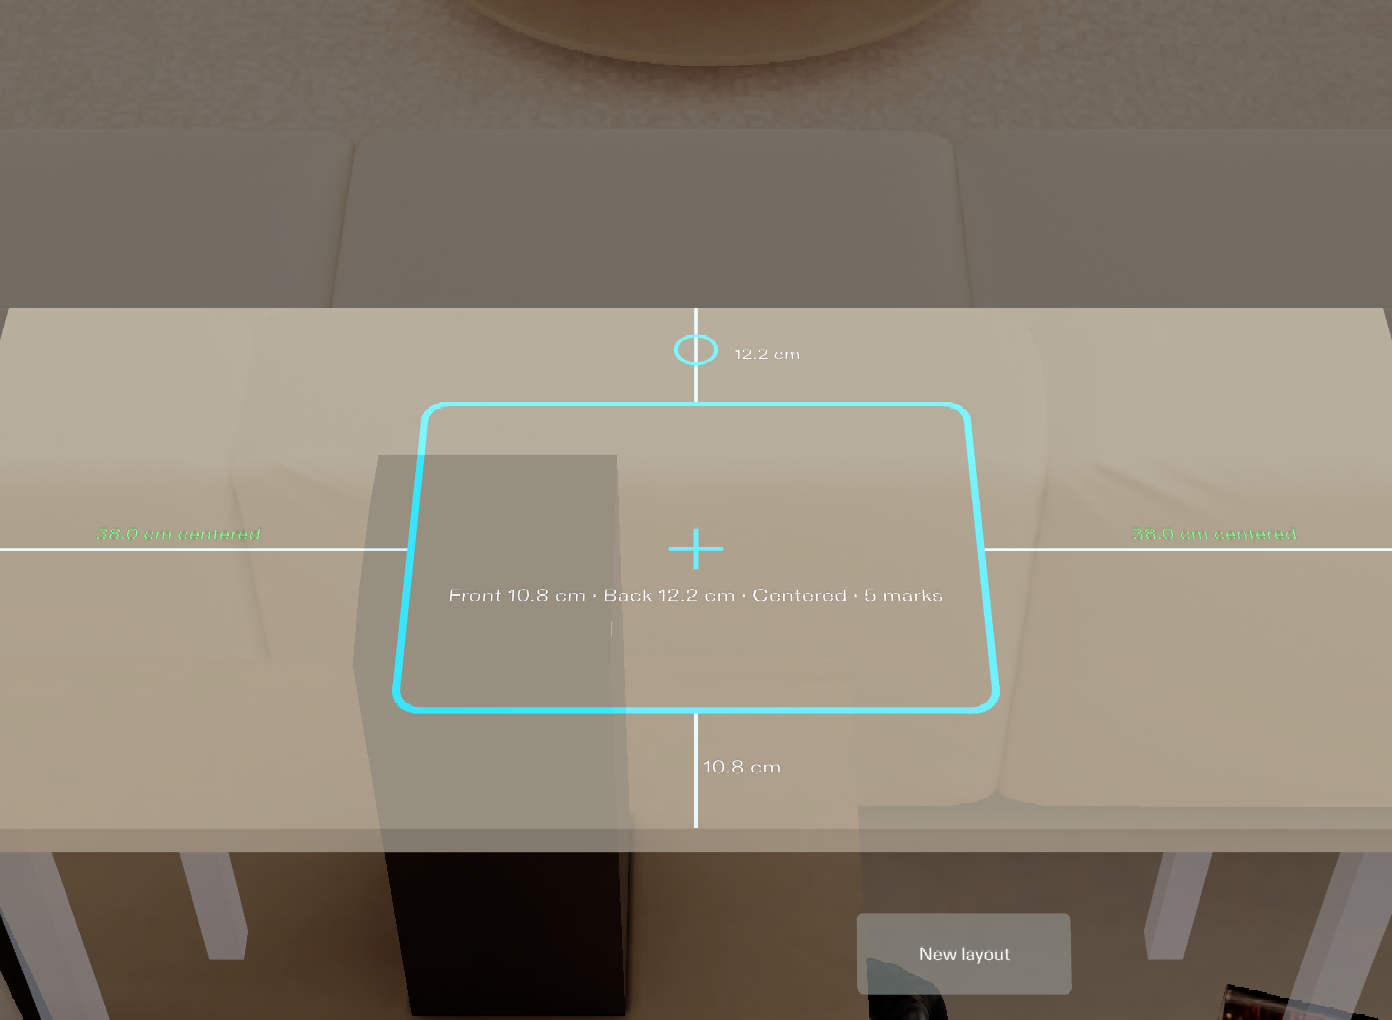 12.2 cm
38.0 cm centered
38.0 cm centered
Front 10.8 cm · Back 12.2 cm · Centered · 5 marks
10.8 cm
New layout